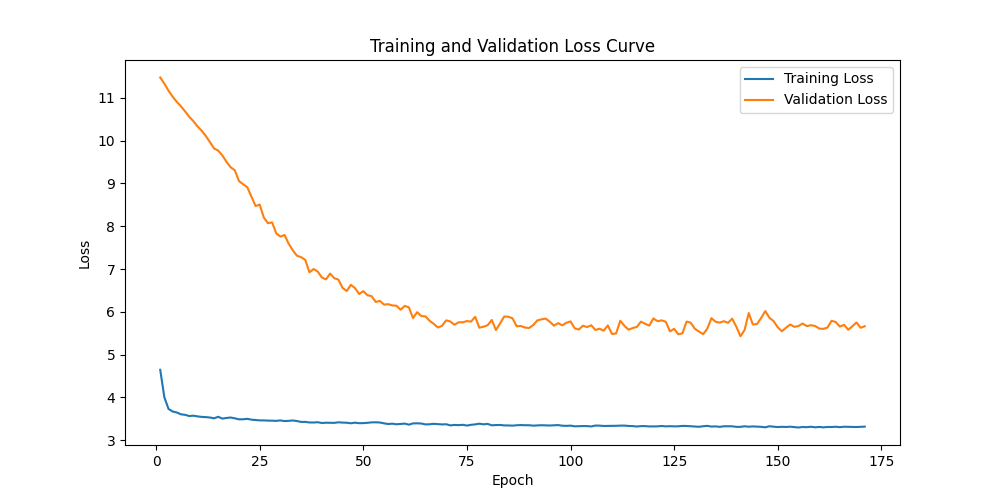 Training and Validation Loss Curve
Training Loss
Validation Loss
11
10
9
8
7
6
5
4
3
Loss
0 25 50 75 100 125 150 175
Epoch